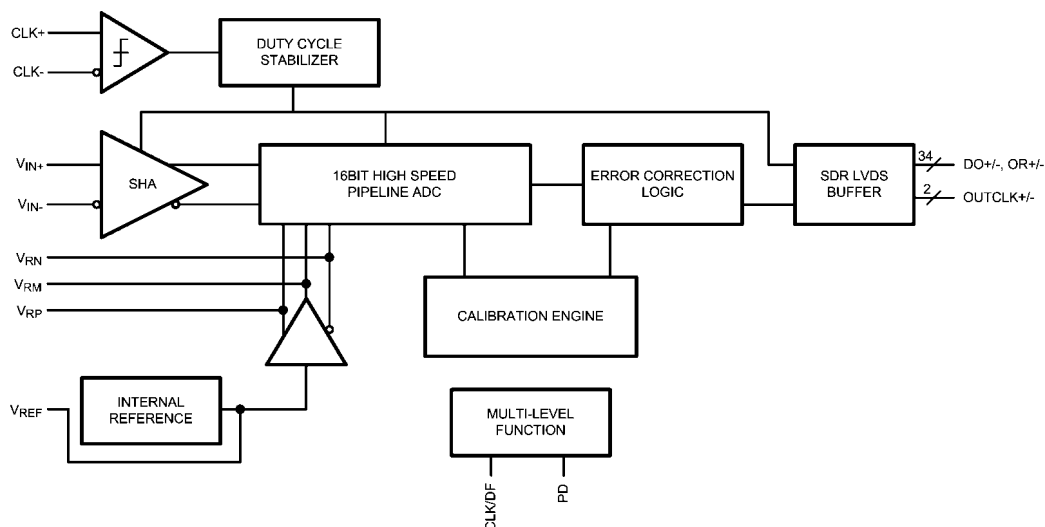 CLK+
CLK-
DUTY CYCLE
STABILIZER
VIN+
VIN-
SHA
16BIT HIGH SPEED
PIPELINE ADC
ERROR CORRECTION
LOGIC
SDR LVDS
BUFFER
34
DO+/-, OR+/-
2
OUTCLK+/-
VRN
VRM
VRP
CALIBRATION ENGINE
INTERNAL
REFERENCE
VREF
MULTI-LEVEL
FUNCTION
CLK/DF
PD